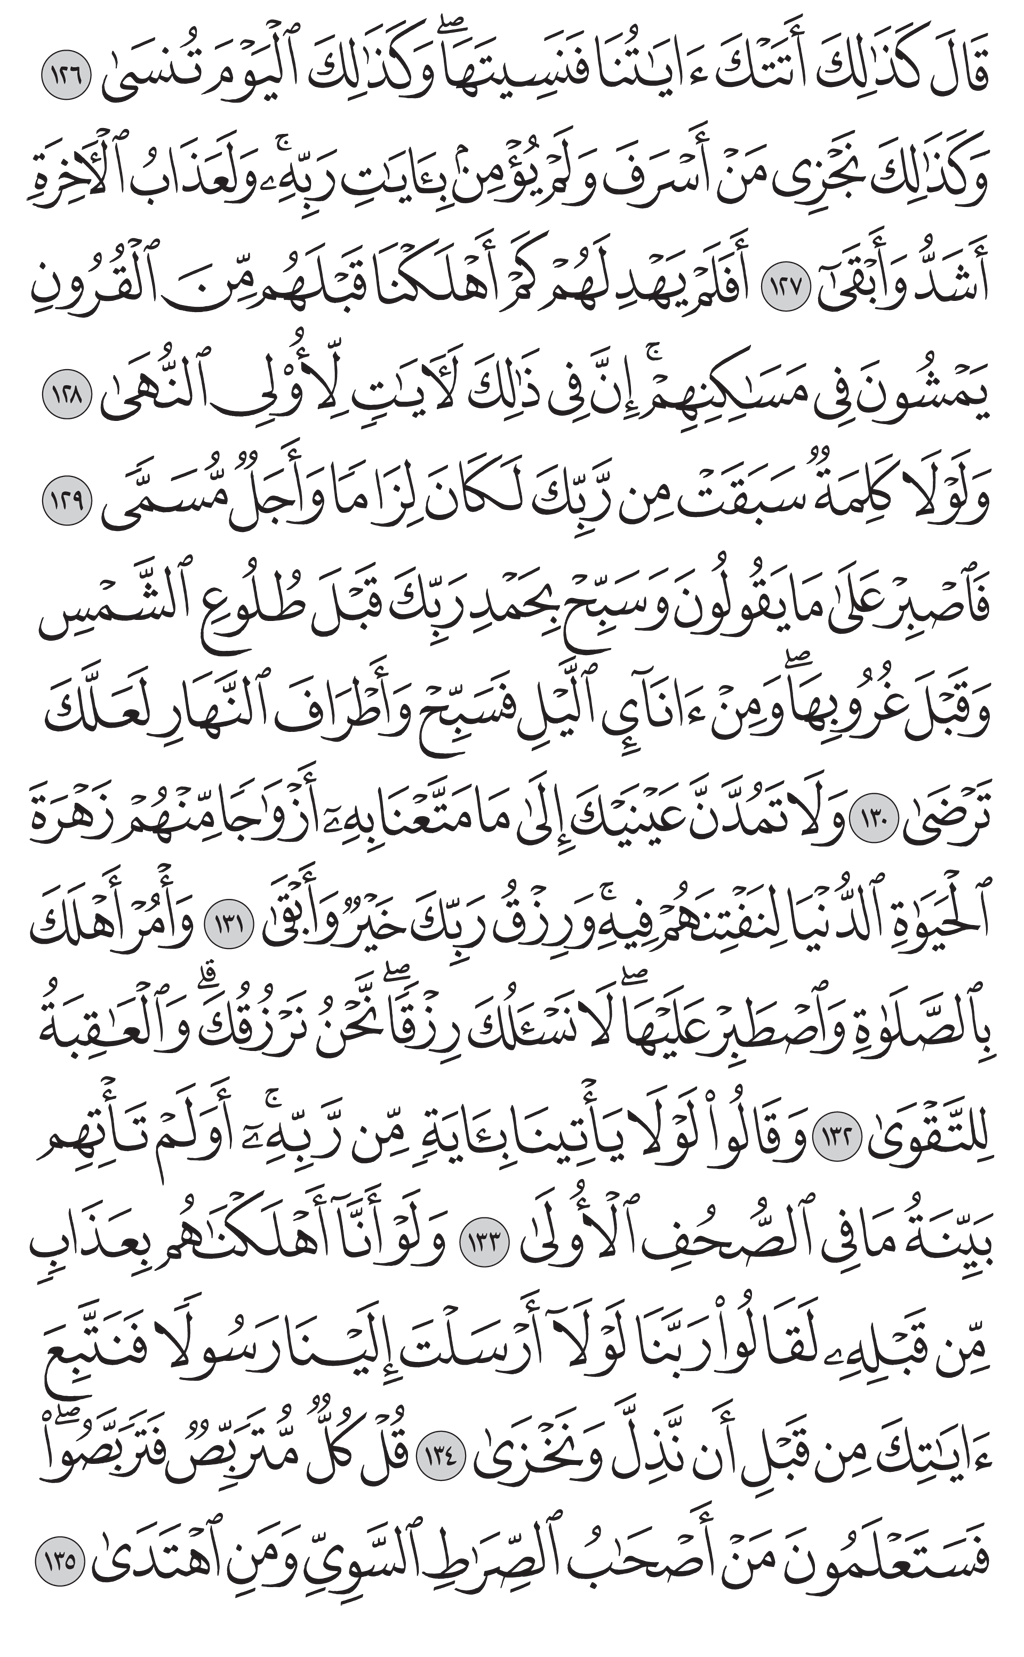 قَالَ كَذَٰلِكَ أَتَتۡكَ ءَايَٰتُنَا فَنَسِيتَهَاۖ وَكَذَٰلِكَ ٱلۡيَوۡمَ تُنسَىٰ ١٢٦
وَكَذَٰلِكَ نَجۡزِي مَنۡ أَسۡرَفَ وَلَمۡ يُؤۡمِنۢ بِـَٔايَٰتِ رَبِّهِۦۚ وَلَعَذَابُ ٱلۡأٓخِرَةِ
أَشَدُّ وَأَبۡقَىٰٓ ١٢٧ أَفَلَمۡ يَهۡدِ لَهُمۡ كَمۡ أَهۡلَكۡنَا قَبۡلَهُم مِّنَ ٱلۡقُرُونِ
يَمۡشُونَ فِي مَسَٰكِنِهِمۡۚ إِنَّ فِي ذَٰلِكَ لَأٓيَٰتٖ لِّأُوْلِي ٱلنُّهَىٰ ١٢٨
وَلَوۡلَا كَلِمَةٞ سَبَقَتۡ مِن رَّبِّكَ لَكَانَ لِزَامٗا وَأَجَلٞ مُّسَمّٗى ١٢٩
فَٱصۡبِرۡ عَلَىٰ مَا يَقُولُونَ وَسَبِّحۡ بِحَمۡدِ رَبِّكَ قَبۡلَ طُلُوعِ ٱلشَّمۡسِ
وَقَبۡلَ غُرُوبِهَاۖ وَمِنۡ ءَانَآيِٕ ٱلَّيۡلِ فَسَبِّحۡ وَأَطۡرَافَ ٱلنَّهَارِ لَعَلَّكَ
تَرۡضَىٰ ١٣٠ وَلَا تَمُدَّنَّ عَيۡنَيۡكَ إِلَىٰ مَا مَتَّعۡنَا بِهِۦٓ أَزۡوَٰجٗا مِّنۡهُمۡ زَهۡرَةَ
ٱلۡحَيَوٰةِ ٱلدُّنۡيَا لِنَفۡتِنَهُمۡ فِيهِۚ وَرِزۡقُ رَبِّكَ خَيۡرٞ وَأَبۡقَىٰ ١٣١ وَأۡمُرۡ أَهۡلَكَ
بِٱلصَّلَوٰةِ وَٱصۡطَبِرۡ عَلَيۡهَاۖ لَا نَسۡـَٔلُكَ رِزۡقٗاۖ نَّحۡنُ نَرۡزُقُكَۗ وَٱلۡعَٰقِبَةُ
لِلتَّقۡوَىٰ ١٣٢ وَقَالُواْ لَوۡلَا يَأۡتِينَا بِـَٔايَةٖ مِّن رَّبِّهِۦٓۚ أَوَلَمۡ تَأۡتِهِم
بَيِّنَةُ مَا فِي ٱلصُّحُفِ ٱلۡأُولَىٰ ١٣٣ وَلَوۡ أَنَّآ أَهۡلَكۡنَٰهُم بِعَذَابٖ
مِّن قَبۡلِهِۦ لَقَالُواْ رَبَّنَا لَوۡلَآ أَرۡسَلۡتَ إِلَيۡنَا رَسُولٗا فَنَتَّبِعَ
ءَايَٰتِكَ مِن قَبۡلِ أَن نَّذِلَّ وَنَخۡزَىٰ ١٣٤ قُلۡ كُلّٞ مُّتَرَبِّصٞ فَتَرَبَّصُواْۖ
فَسَتَعۡلَمُونَ مَنۡ أَصۡحَٰبُ ٱلصِّرَٰطِ ٱلسَّوِيِّ وَمَنِ ٱهۡتَدَىٰ ١٣٥